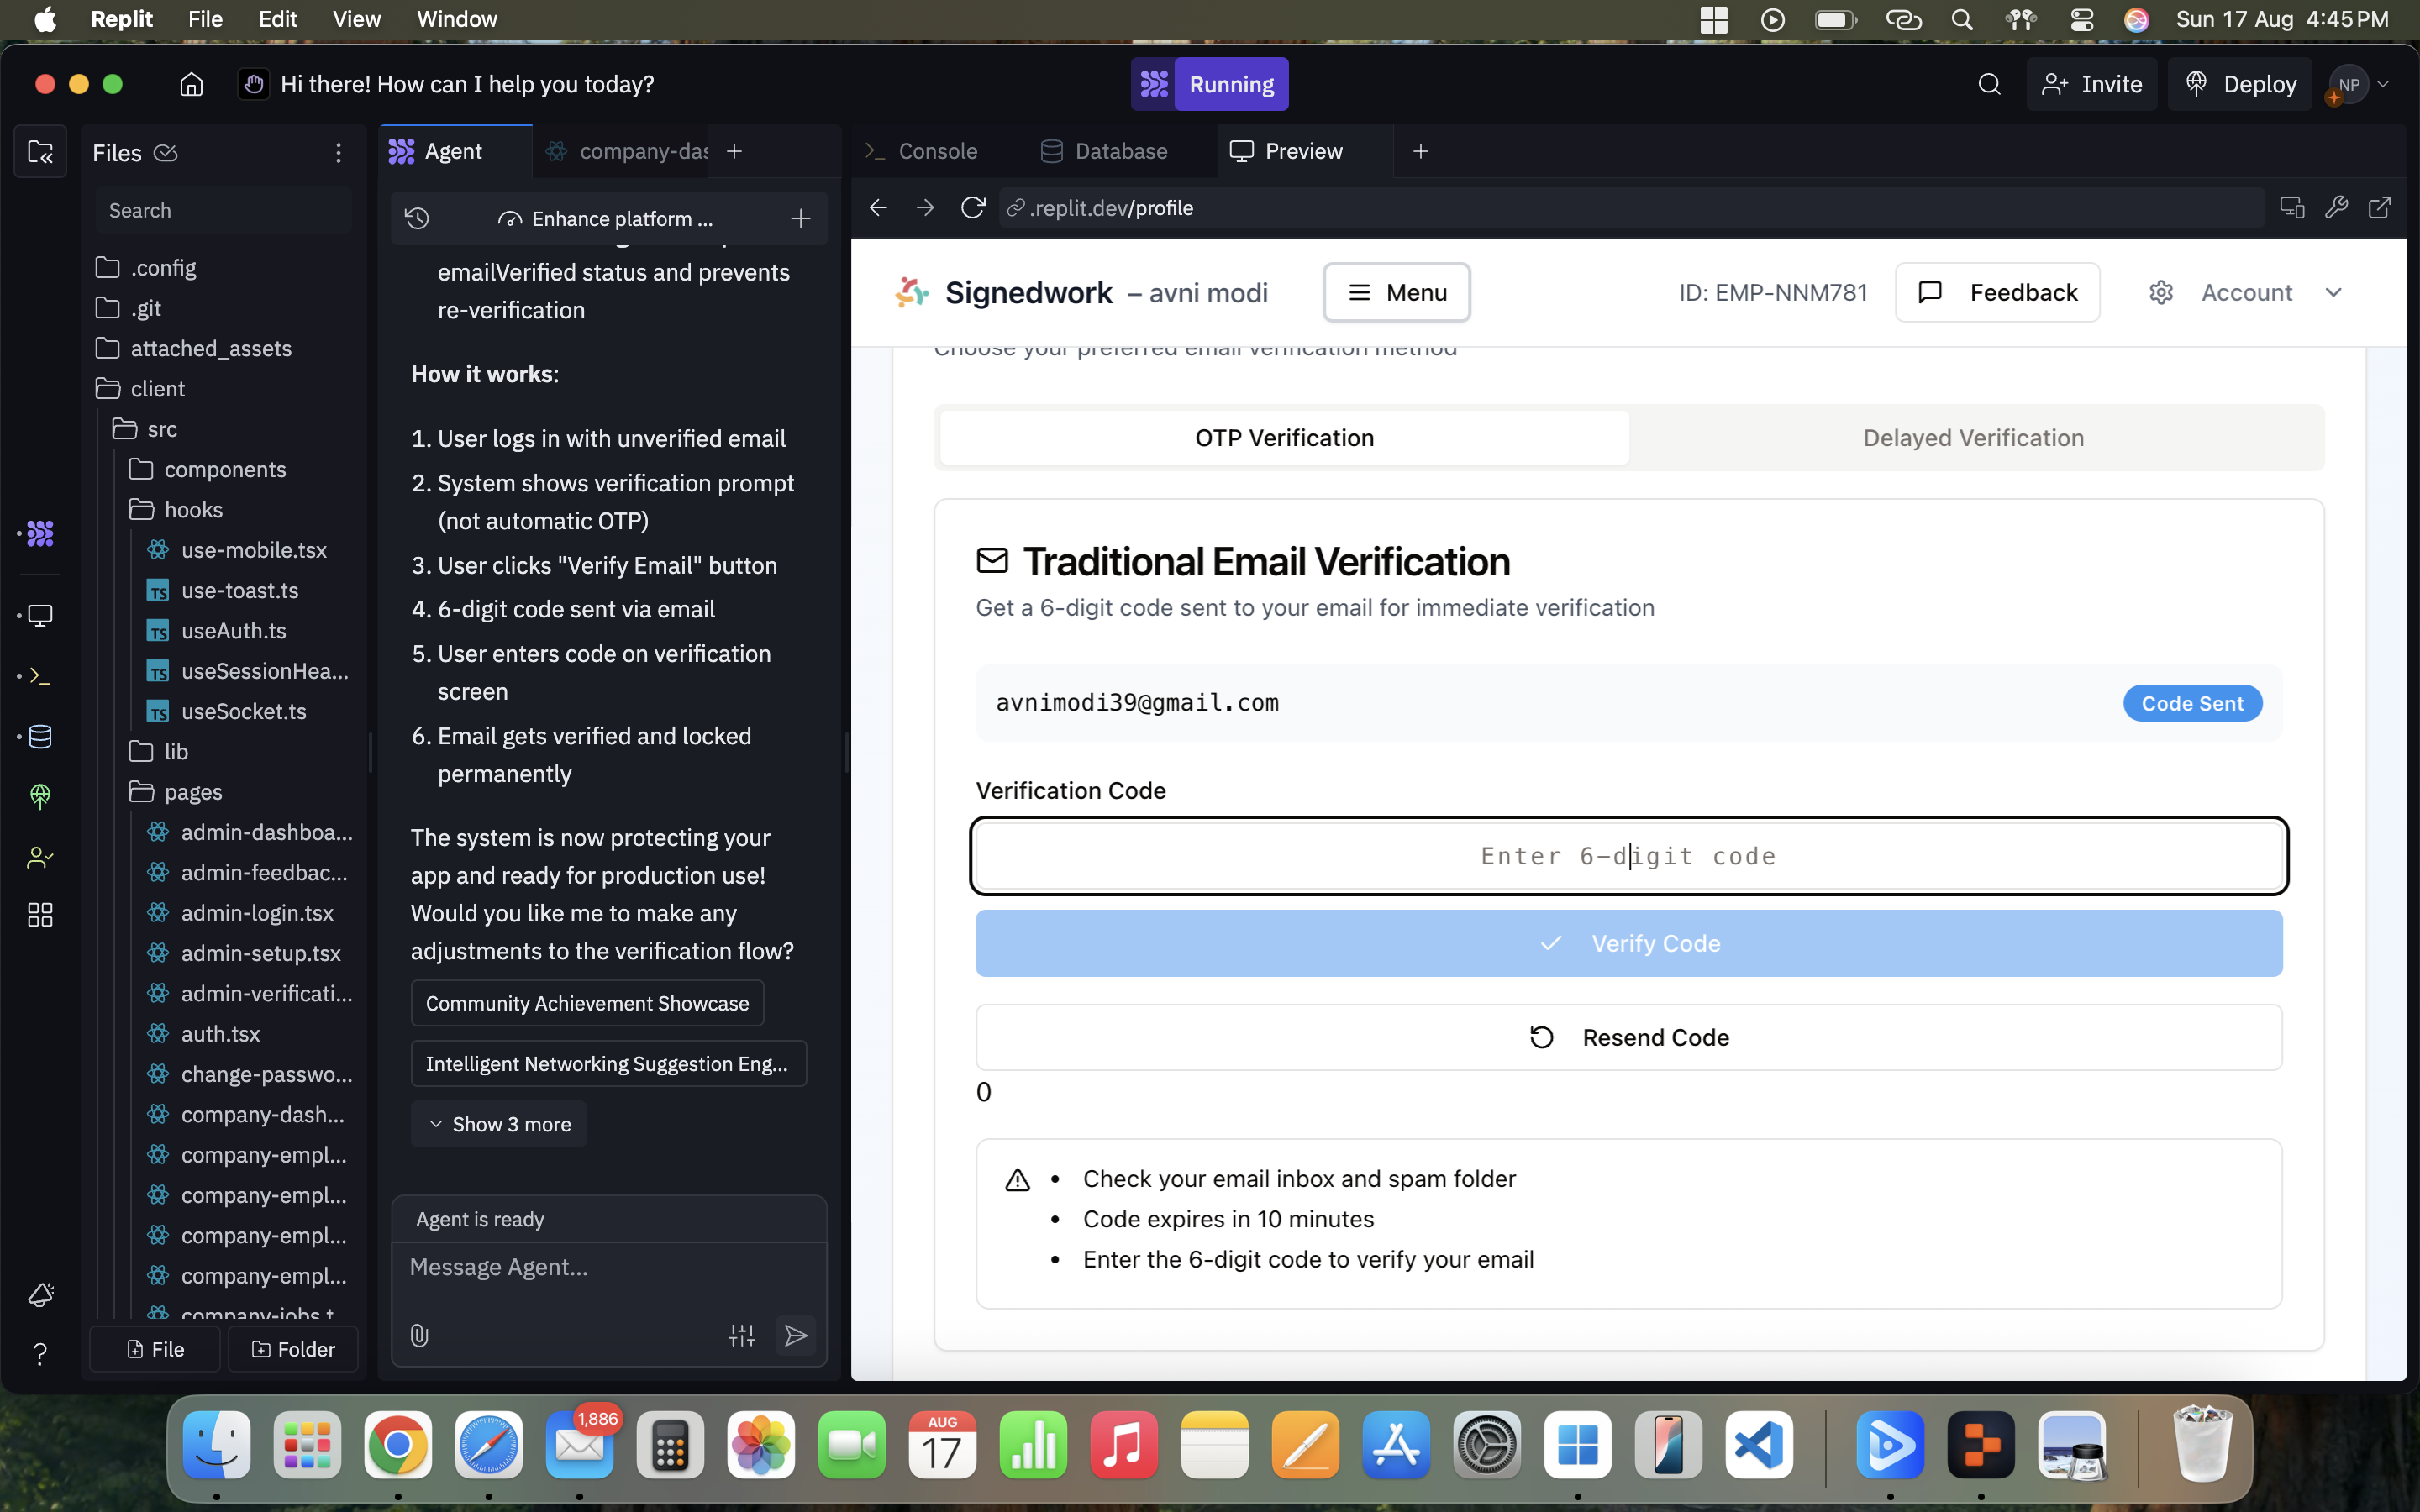 Replit File Edit View Window Sun 17 Aug 4:45 PM
Hi there! How can I help you today?
Running
Invite
Deploy
NP
Files
Search
.config
.git
attached_assets
client
src
components
hooks
use-mobile.tsx
TS use-toast.ts
TS useAuth.ts
TS useSessionHea...
TS useSocket.ts
lib
pages
admin-dashboa...
admin-feedbac...
admin-login.tsx
admin-setup.tsx
admin-verificati...
auth.tsx
change-passwo...
company-dash...
company-empl...
company-empl...
company-empl...
company-empl...
company-jobs.t
File
Folder
Agent
company-das
Enhance platform ...
emailVerified status and prevents
re-verification
How it works:
1. User logs in with unverified email
2. System shows verification prompt
(not automatic OTP)
3. User clicks "Verify Email" button
4. 6-digit code sent via email
5. User enters code on verification
screen
6. Email gets verified and locked
permanently
The system is now protecting your
app and ready for production use!
Would you like me to make any
adjustments to the verification flow?
Community Achievement Showcase
Intelligent Networking Suggestion Eng...
Show 3 more
Agent is ready
Message Agent...
Console
Database
Preview
.replit.dev/profile
Signedwork – avni modi
Menu
ID: EMP-NNM781
Feedback
Account
Choose your preferred email verification method
OTP Verification
Delayed Verification
Traditional Email Verification
Get a 6-digit code sent to your email for immediate verification
avnimodi39@gmail.com
Code Sent
Verification Code
Enter 6-digit code
Verify Code
Resend Code
0
• Check your email inbox and spam folder
• Code expires in 10 minutes
• Enter the 6-digit code to verify your email
1,886
AUG
17